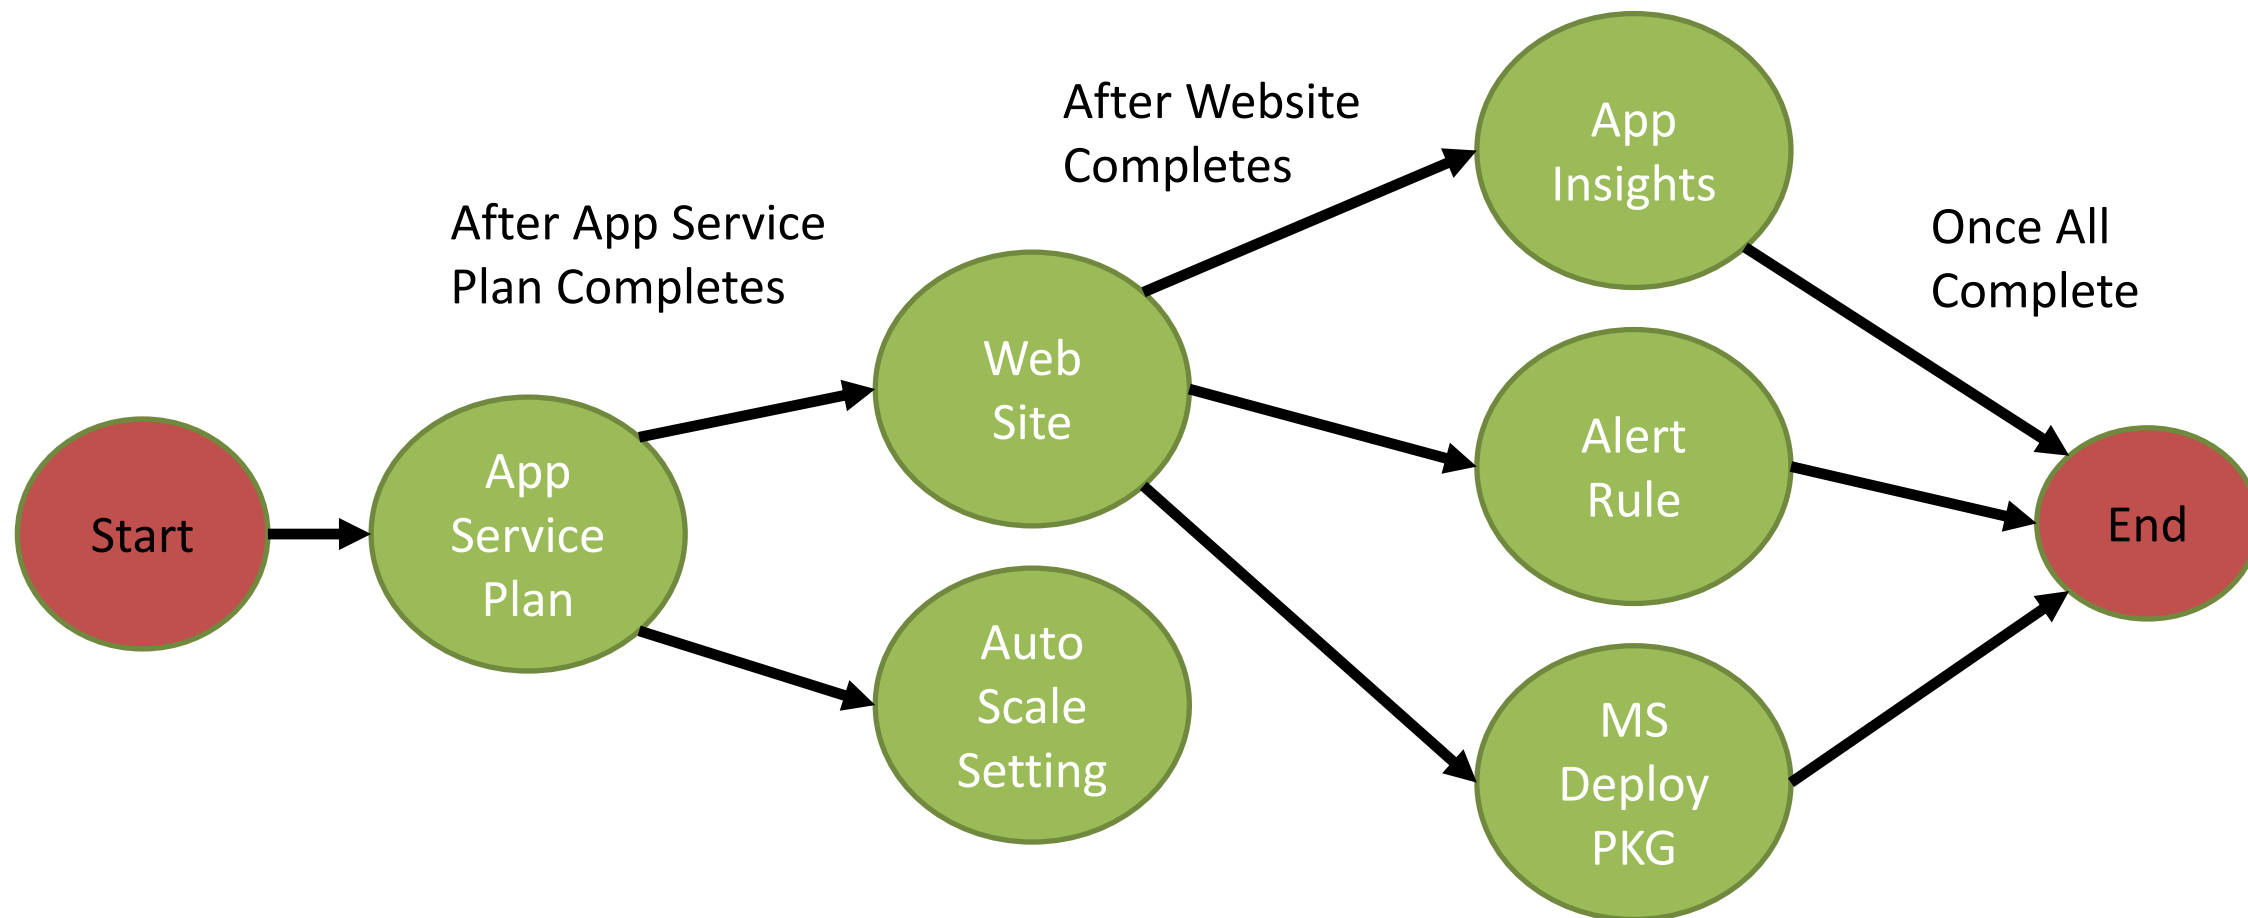 Start
App
Service
Plan
After App Service
Plan Completes
Web
Site
Auto
Scale
Setting
After Website
Completes
App
Insights
Alert
Rule
MS
Deploy
PKG
Once All
Complete
End